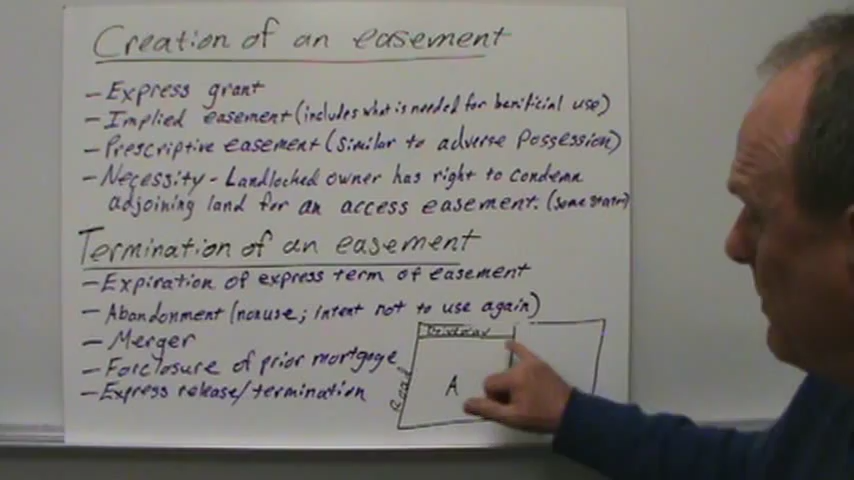 Creation of an easement
- Express grant
- Implied easement (includes what is needed for benificial use)
- Prescriptive easement (similar to adverse possession)
- Necessity - Landlocked owner has right to condemn
adjoining land for an access easement. (some states)
Termination of an easement
- Expiration of express term of easement
- Abandonment (nonuse; intent not to use again)
- Merger
- Forclosure of prior mortgage
- Express release/termination
Driveway
Road
A